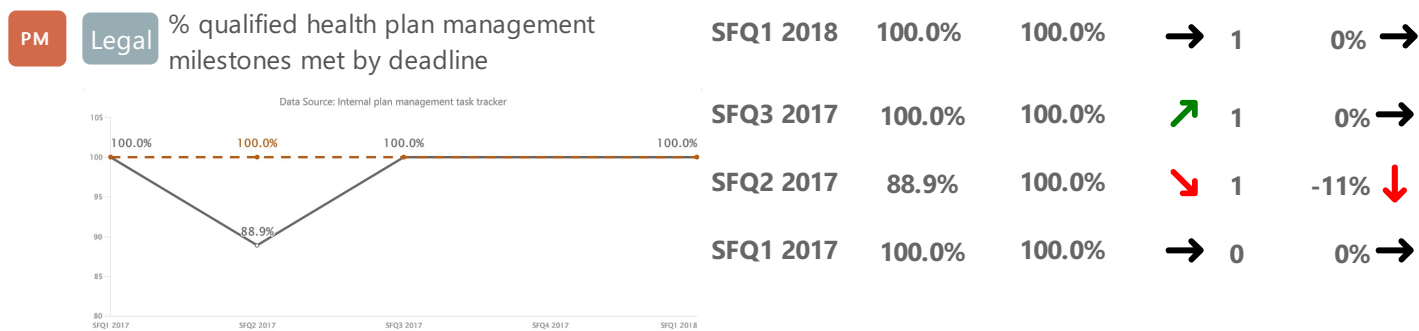 PM
Legal
% qualified health plan management
milestones met by deadline
Data Source: Internal plan management task tracker
105
100
95
90
85
80
100.0%
100.0%
100.0%
100.0%
88.9%
SFQ1 2017
SFQ2 2017
SFQ3 2017
SFQ4 2017
SFQ1 2018
SFQ1 2018 100.0% 100.0% 1 0%
SFQ3 2017 100.0% 100.0% 1 0%
SFQ2 2017 88.9% 100.0% 1 -11%
SFQ1 2017 100.0% 100.0% 0 0%